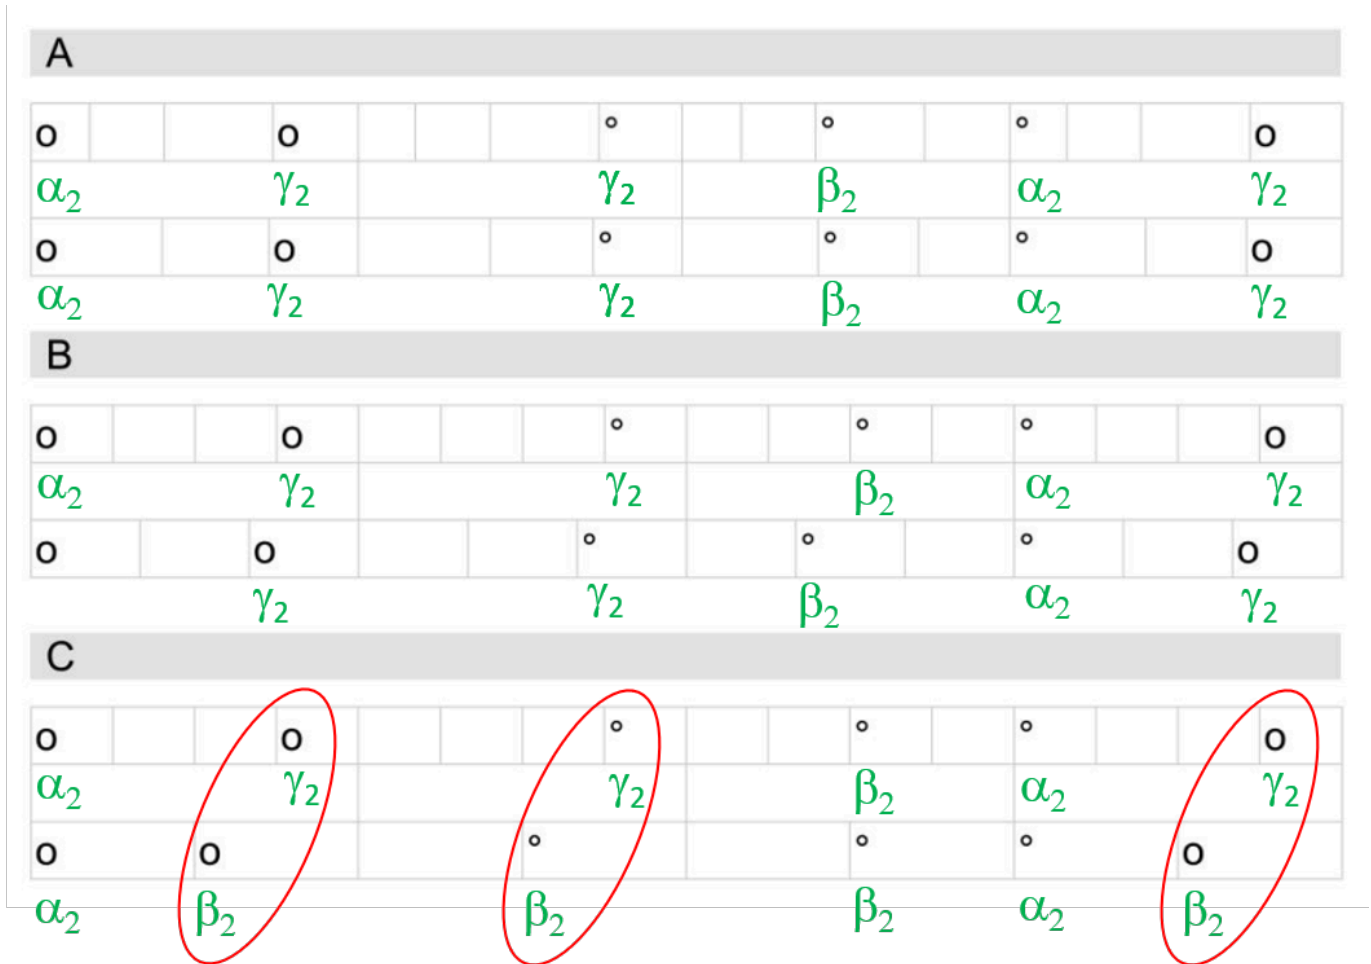 A
o o ° ° ° o
α₂ γ₂ γ₂ β₂ α₂ γ₂
o o ° ° ° o
α₂ γ₂ γ₂ β₂ α₂ γ₂
B
o o ° ° ° o
α₂ γ₂ γ₂ β₂ α₂ γ₂
o o ° ° ° o
γ₂ γ₂ β₂ α₂ γ₂
C
o o ° ° ° o
α₂ γ₂ γ₂ β₂ α₂ γ₂
o o ° ° ° o
α₂ β₂ β₂ β₂ α₂ β₂